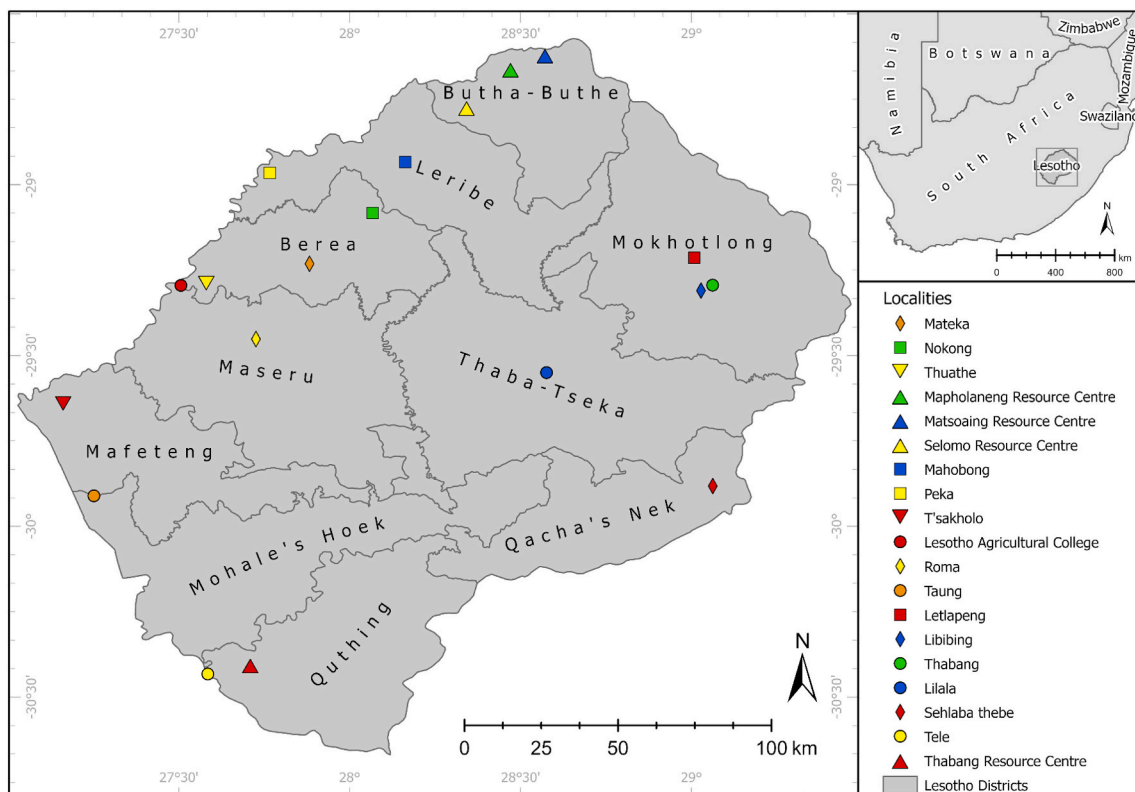 27°30'
28°
28°30'
29°
27°30'
28°
28°30'
29°
-29°
-29°30'
-30°
-30°30'
-29°
-29°30'
-30°
-30°30'
Butha-Buthe
Leribe
Berea
Mokhotlong
Maseru
Thaba-Tseka
Mafeteng
Mohale's Hoek
Qacha's Nek
Quthing
N
0 25 50 100 km
Zimbabwe
Namibia
Botswana
Mozambique
South Africa
Swaziland
Lesotho
N
0 400 800
km
Localities
Mateka
Nokong
Thuathe
Mapholaneng Resource Centre
Matsoaing Resource Centre
Selomo Resource Centre
Mahobong
Peka
T'sakholo
Lesotho Agricultural College
Roma
Taung
Letlapeng
Libibing
Thabang
Lilala
Sehlaba thebe
Tele
Thabang Resource Centre
Lesotho Districts